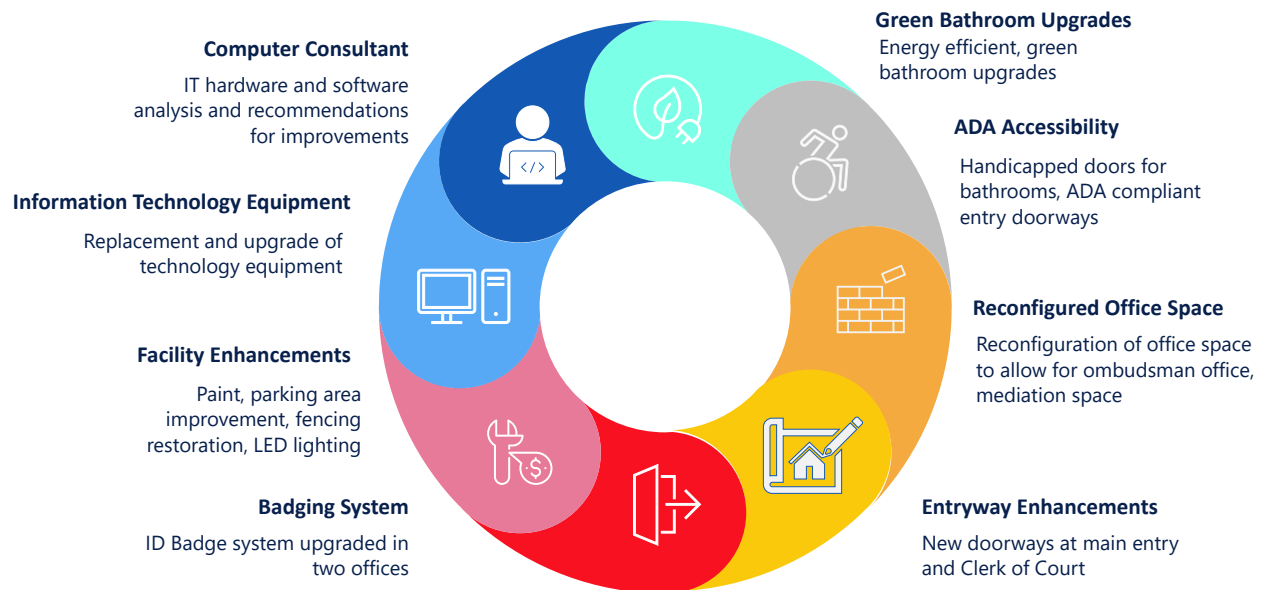 Green Bathroom Upgrades
Energy efficient, green
bathroom upgrades
ADA Accessibility
Handicapped doors for
bathrooms, ADA compliant
entry doorways
Reconfigured Office Space
Reconfiguration of office space
to allow for ombudsman office,
mediation space
Entryway Enhancements
New doorways at main entry
and Clerk of Court
Badging System
ID Badge system upgraded in
two offices
Facility Enhancements
Paint, parking area
improvement, fencing
restoration, LED lighting
Information Technology Equipment
Replacement and upgrade of
technology equipment
Computer Consultant
IT hardware and software
analysis and recommendations
for improvements
</>
$